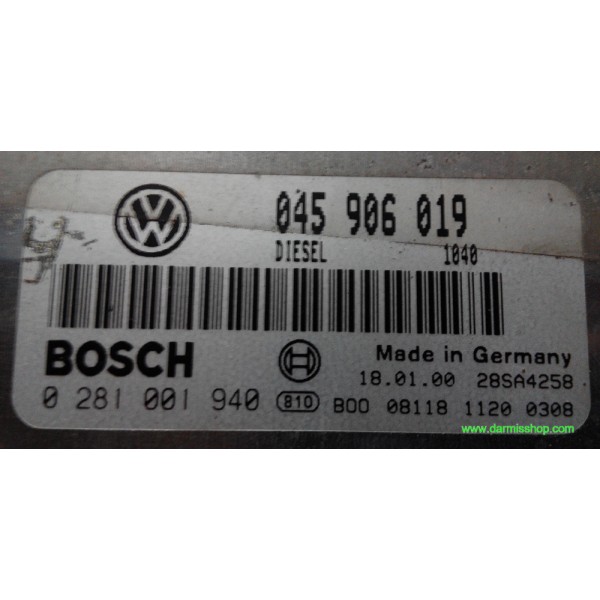 VW 045 906 019
DIESEL 1040
BOSCH Made in Germany
18.01.00 28SA4258
0 281 001 940 810 B00 08118 1120 0308
www.darmisshop.com